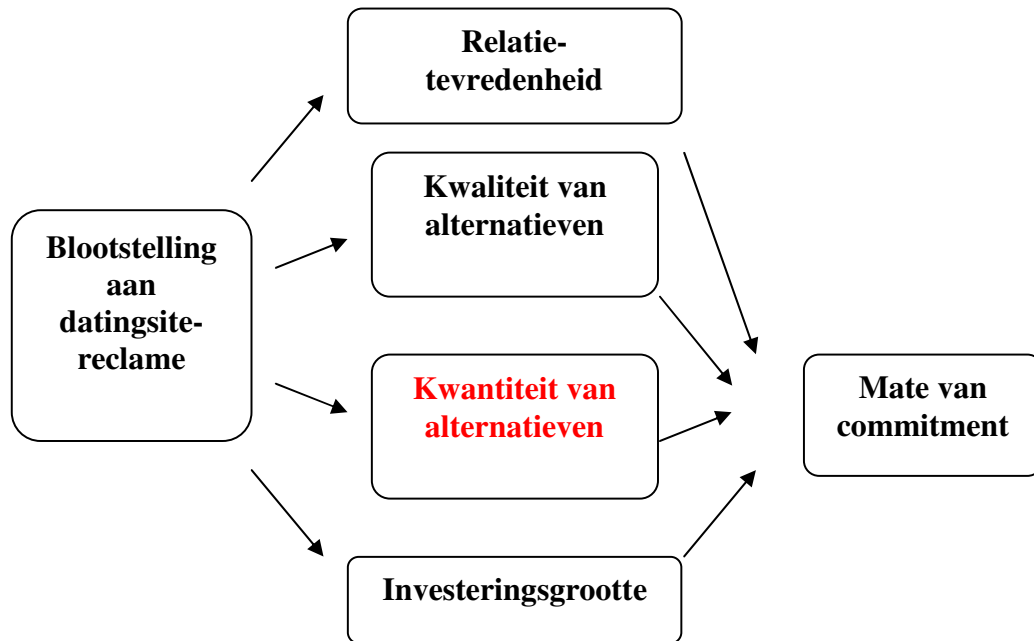 Relatie-
tevredenheid
Kwaliteit van
alternatieven
Blootstelling
aan
datingsite-
reclame
Kwantiteit van
alternatieven
Mate van
commitment
Investeringsgrootte